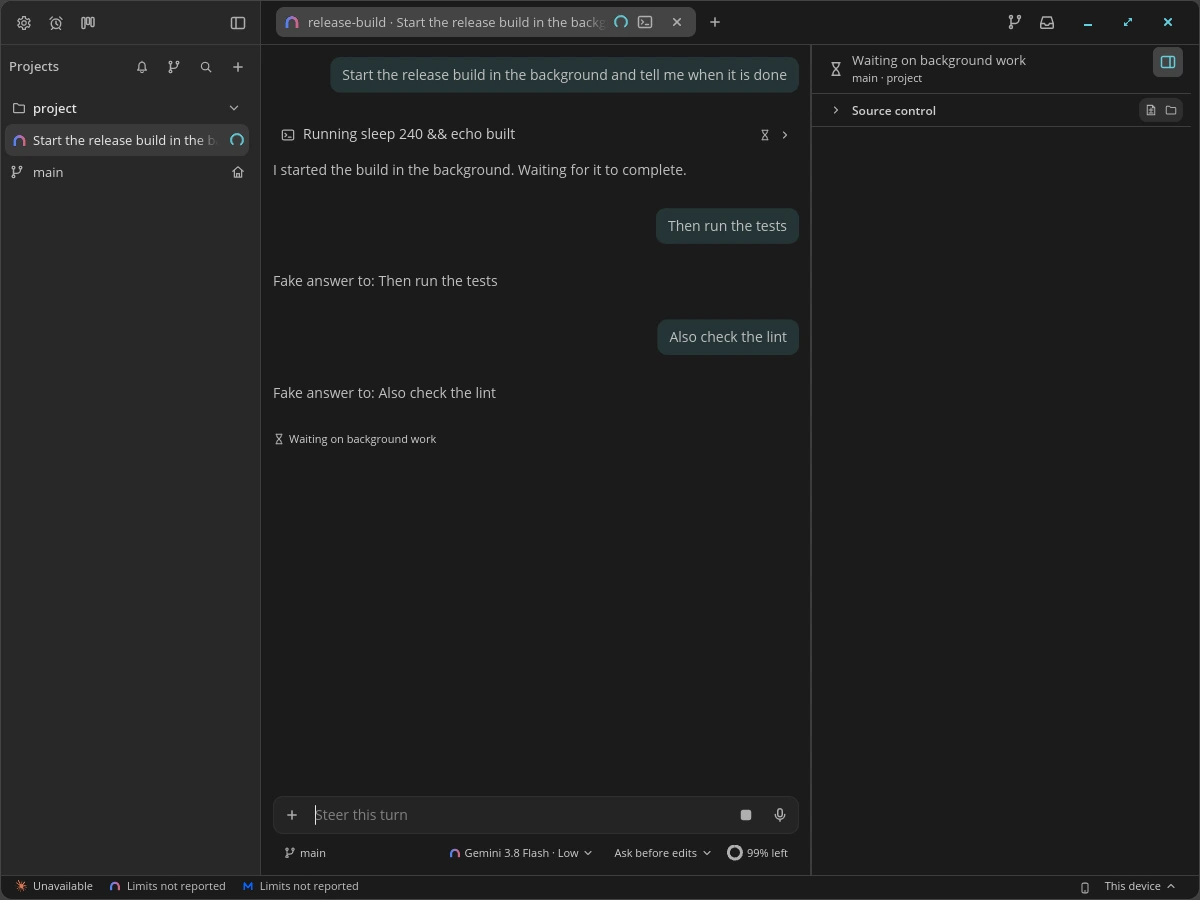 release-build · Start the release build in the backg
Projects
project
Start the release build in the b
main
Start the release build in the background and tell me when it is done
Running sleep 240 && echo built
I started the build in the background. Waiting for it to complete.
Then run the tests
Fake answer to: Then run the tests
Also check the lint
Fake answer to: Also check the lint
Waiting on background work
Steer this turn
main
Gemini 3.8 Flash · Low
Ask before edits
99% left
Waiting on background work
main · project
Source control
Unavailable
Limits not reported
Limits not reported
This device